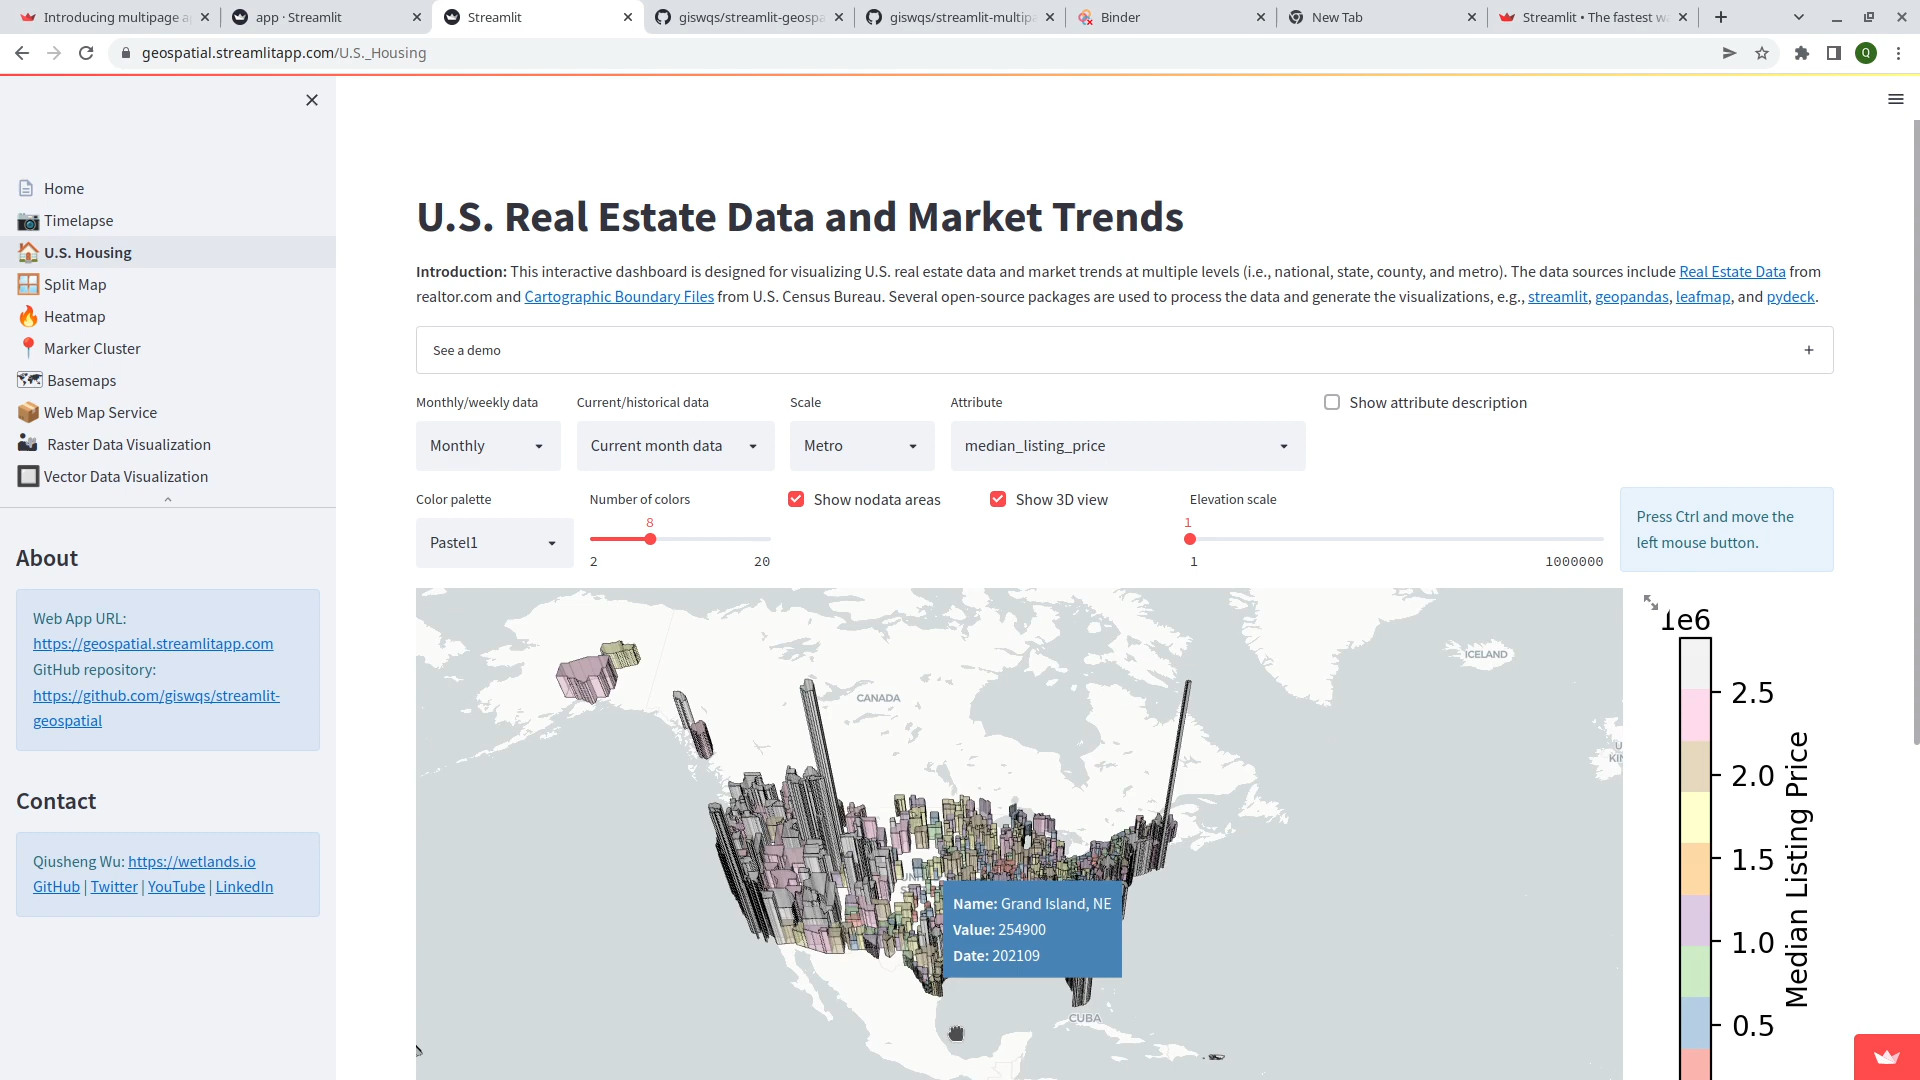 Introducing multipage a
app · Streamlit
Streamlit
giswqs/streamlit-geospa
giswqs/streamlit-multipa
Binder
New Tab
Streamlit • The fastest w
geospatial.streamlitapp.com/U.S._Housing
Q
Home
Timelapse
U.S. Housing
Split Map
Heatmap
Marker Cluster
Basemaps
Web Map Service
Raster Data Visualization
Vector Data Visualization
About
Web App URL:
https://geospatial.streamlitapp.com
GitHub repository:
https://github.com/giswqs/streamlit-
geospatial
Contact
Qiusheng Wu: https://wetlands.io
GitHub | Twitter | YouTube | LinkedIn
U.S. Real Estate Data and Market Trends
Introduction: This interactive dashboard is designed for visualizing U.S. real estate data and market trends at multiple levels (i.e., national, state, county, and metro). The data sources include Real Estate Data from
realtor.com and Cartographic Boundary Files from U.S. Census Bureau. Several open-source packages are used to process the data and generate the visualizations, e.g., streamlit, geopandas, leafmap, and pydeck.
See a demo
Monthly/weekly data
Current/historical data
Scale
Attribute
Show attribute description
Monthly
Current month data
Metro
median_listing_price
Color palette
Number of colors
Show nodata areas
Show 3D view
Elevation scale
Pastel1
8
2
20
1
1
1000000
Press Ctrl and move the
left mouse button.
ICELAND
CANADA
U
KIN
UN
S
Name: Grand Island, NE
Value: 254900
Date: 202109
CUBA
1e6
2.5
2.0
1.5
1.0
0.5
Median Listing Price